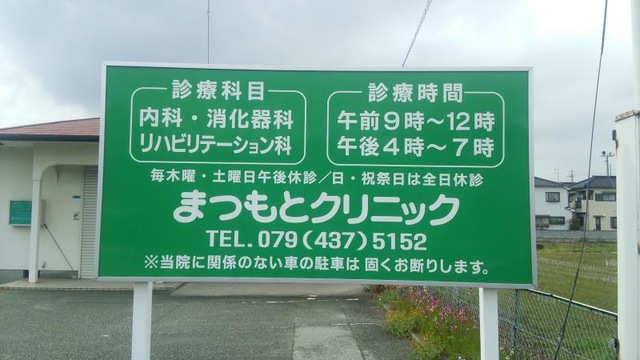 診療科目
内科・消化器科
リハビリテーション科
診療時間
午前9時～12時
午後4時～7時
毎木曜・土曜日午後休診／日・祝祭日は全日休診
まつもとクリニック
TEL. 079 (437) 5152
※当院に関係のない車の駐車は 固くお断りします。